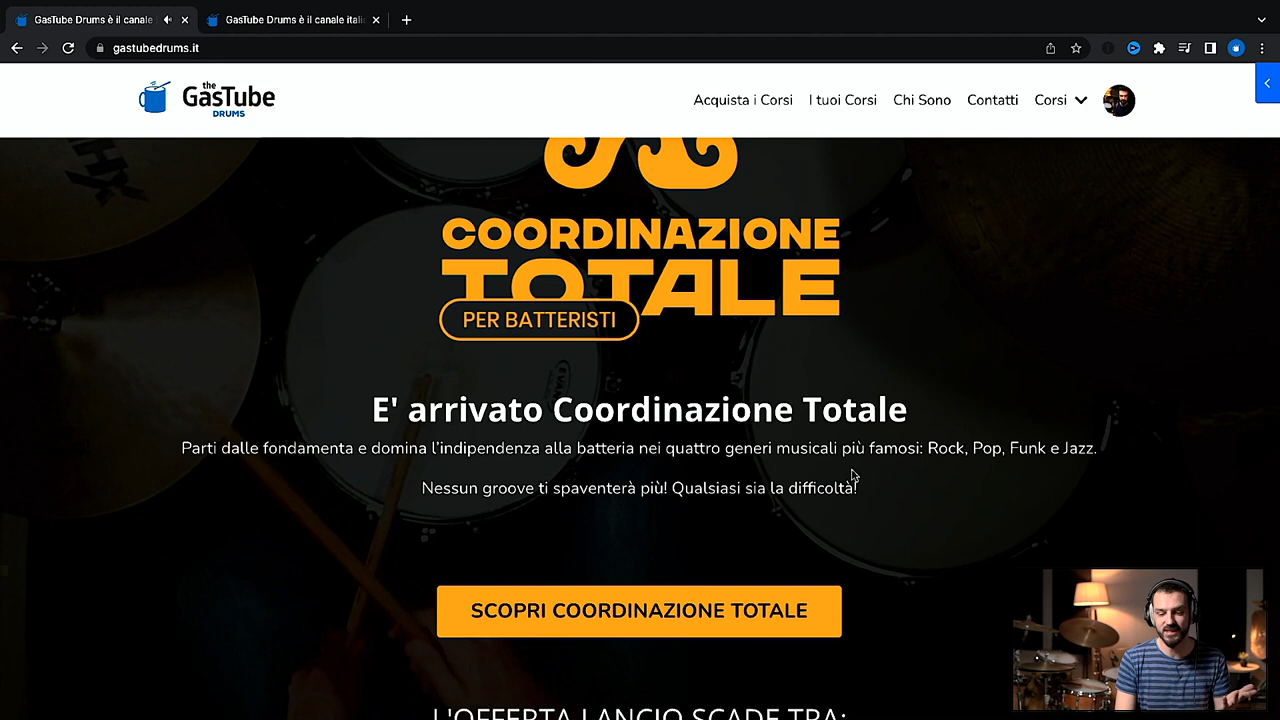 GasTube Drums è il canale
GasTube Drums è il canale itali
gastubedrums.it
the
GasTube
DRUMS
Acquista i Corsi
I tuoi Corsi
Chi Sono
Contatti
Corsi
COORDINAZIONE
TOTALE
PER BATTERISTI
E' arrivato Coordinazione Totale
Parti dalle fondamenta e domina l'indipendenza alla batteria nei quattro generi musicali più famosi: Rock, Pop, Funk e Jazz.
Nessun groove ti spaventerà più! Qualsiasi sia la difficoltà!
SCOPRI COORDINAZIONE TOTALE
L'OFFERTA LANCIO SCADE TRA: